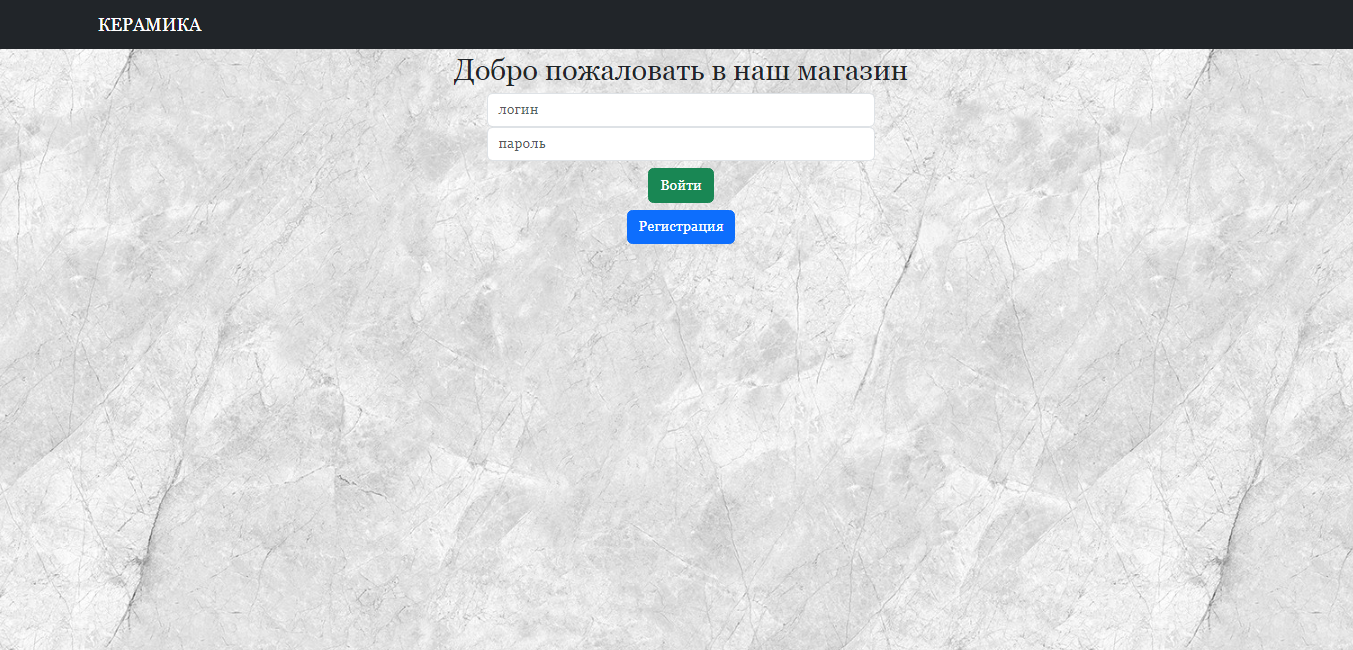 КЕРАМИКА
Добро пожаловать в наш магазин
логин
пароль
Войти
Регистрация